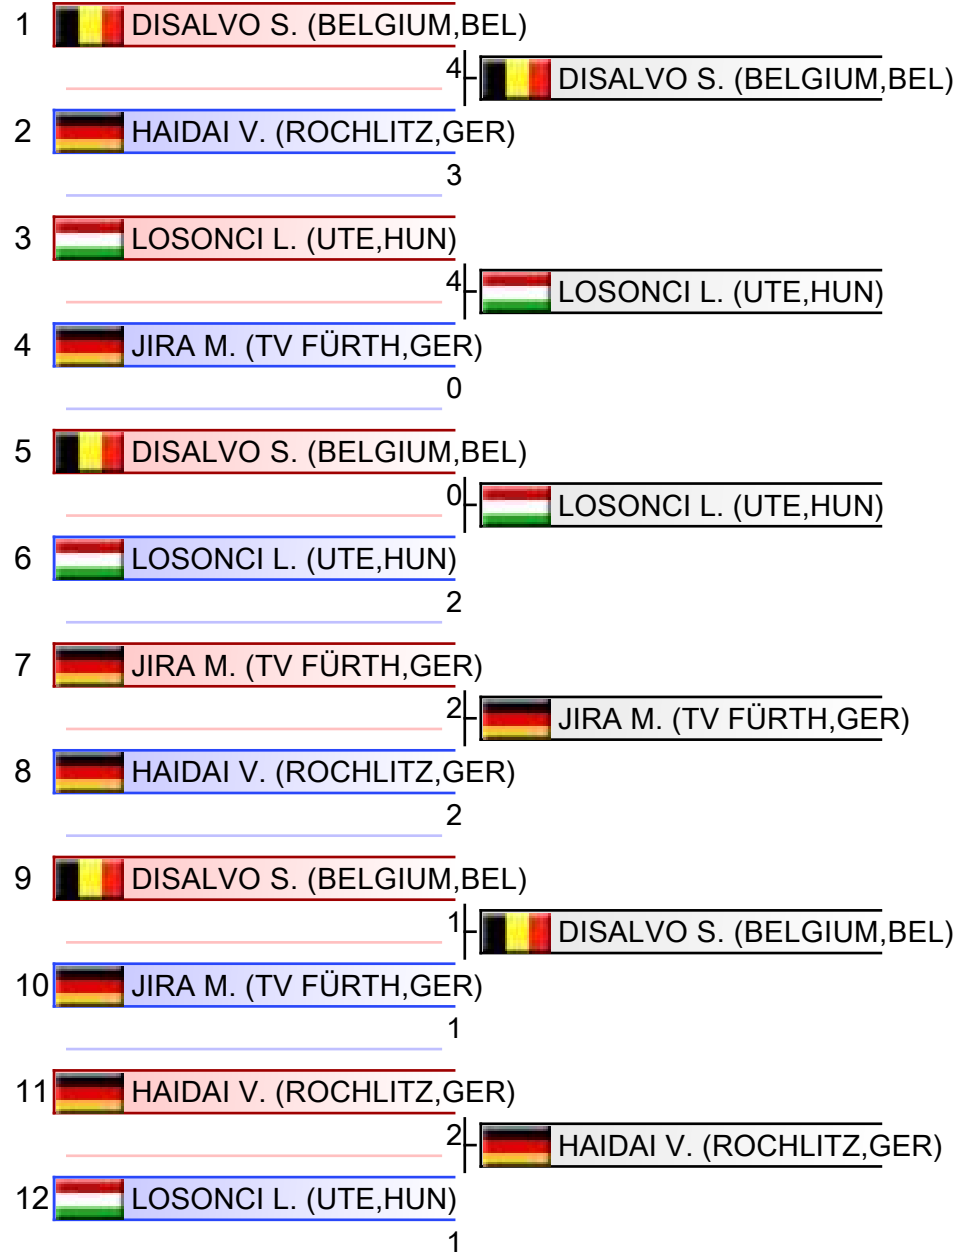 1 DISALVO S. (BELGIUM,BEL)
4 DISALVO S. (BELGIUM,BEL)
2 HAIDAI V. (ROCHLITZ,GER)
3
3 LOSONCI L. (UTE,HUN)
4 LOSONCI L. (UTE,HUN)
4 JIRA M. (TV FÜRTH,GER)
0
5 DISALVO S. (BELGIUM,BEL)
0 LOSONCI L. (UTE,HUN)
6 LOSONCI L. (UTE,HUN)
2
7 JIRA M. (TV FÜRTH,GER)
2 JIRA M. (TV FÜRTH,GER)
8 HAIDAI V. (ROCHLITZ,GER)
2
9 DISALVO S. (BELGIUM,BEL)
1 DISALVO S. (BELGIUM,BEL)
10 JIRA M. (TV FÜRTH,GER)
1
11 HAIDAI V. (ROCHLITZ,GER)
2 HAIDAI V. (ROCHLITZ,GER)
12 LOSONCI L. (UTE,HUN)
1